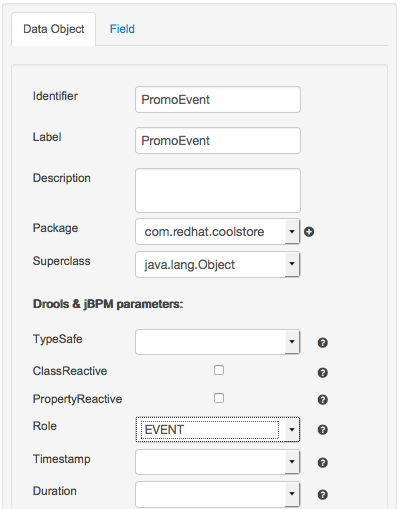 Data Object Field
Identifier PromoEvent
Label PromoEvent
Description
Package com.redhat.coolstore
Superclass java.lang.Object
Drools & jBPM parameters:
TypeSafe
ClassReactive
PropertyReactive
Role EVENT
Timestamp
Duration